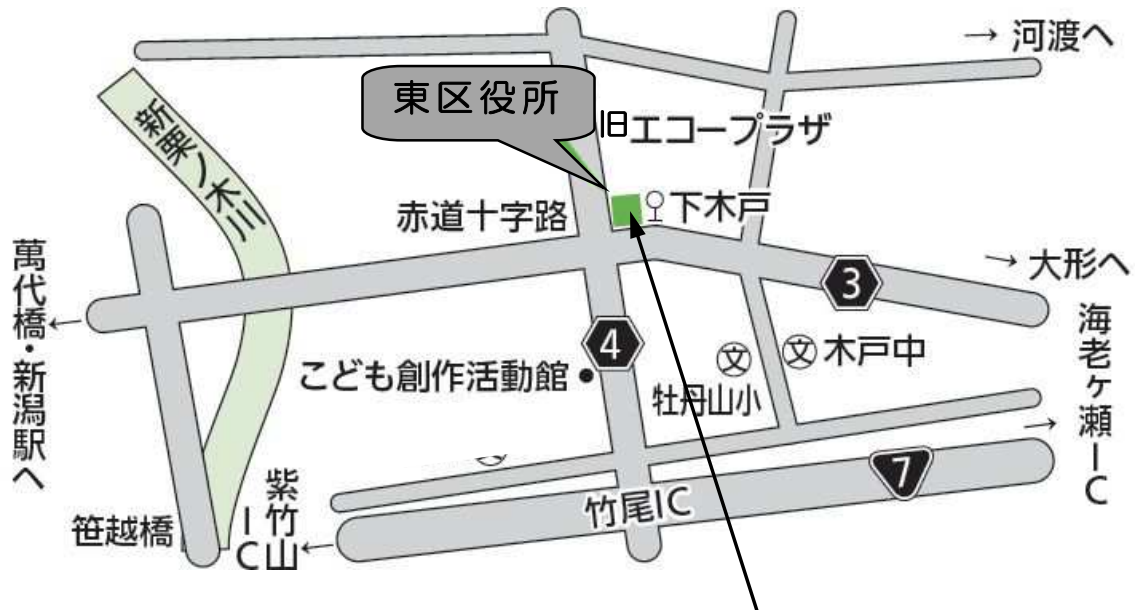 → 河渡へ
東区役所
旧エコープラザ
新栗ノ木川
赤道十字路
下木戸
萬代橋・新潟駅へ
→ 大形へ
3
4
文
文 木戸中
こども創作活動館
牡丹山小
海老ヶ瀬IC
7
竹尾IC
笹越橋
紫竹山IC